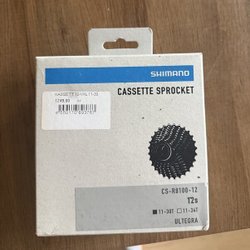 SHIMANO
CASSETTE SPROCKET
CS-R8100-12
12s
11-30T 11-34T
ULTEGRA